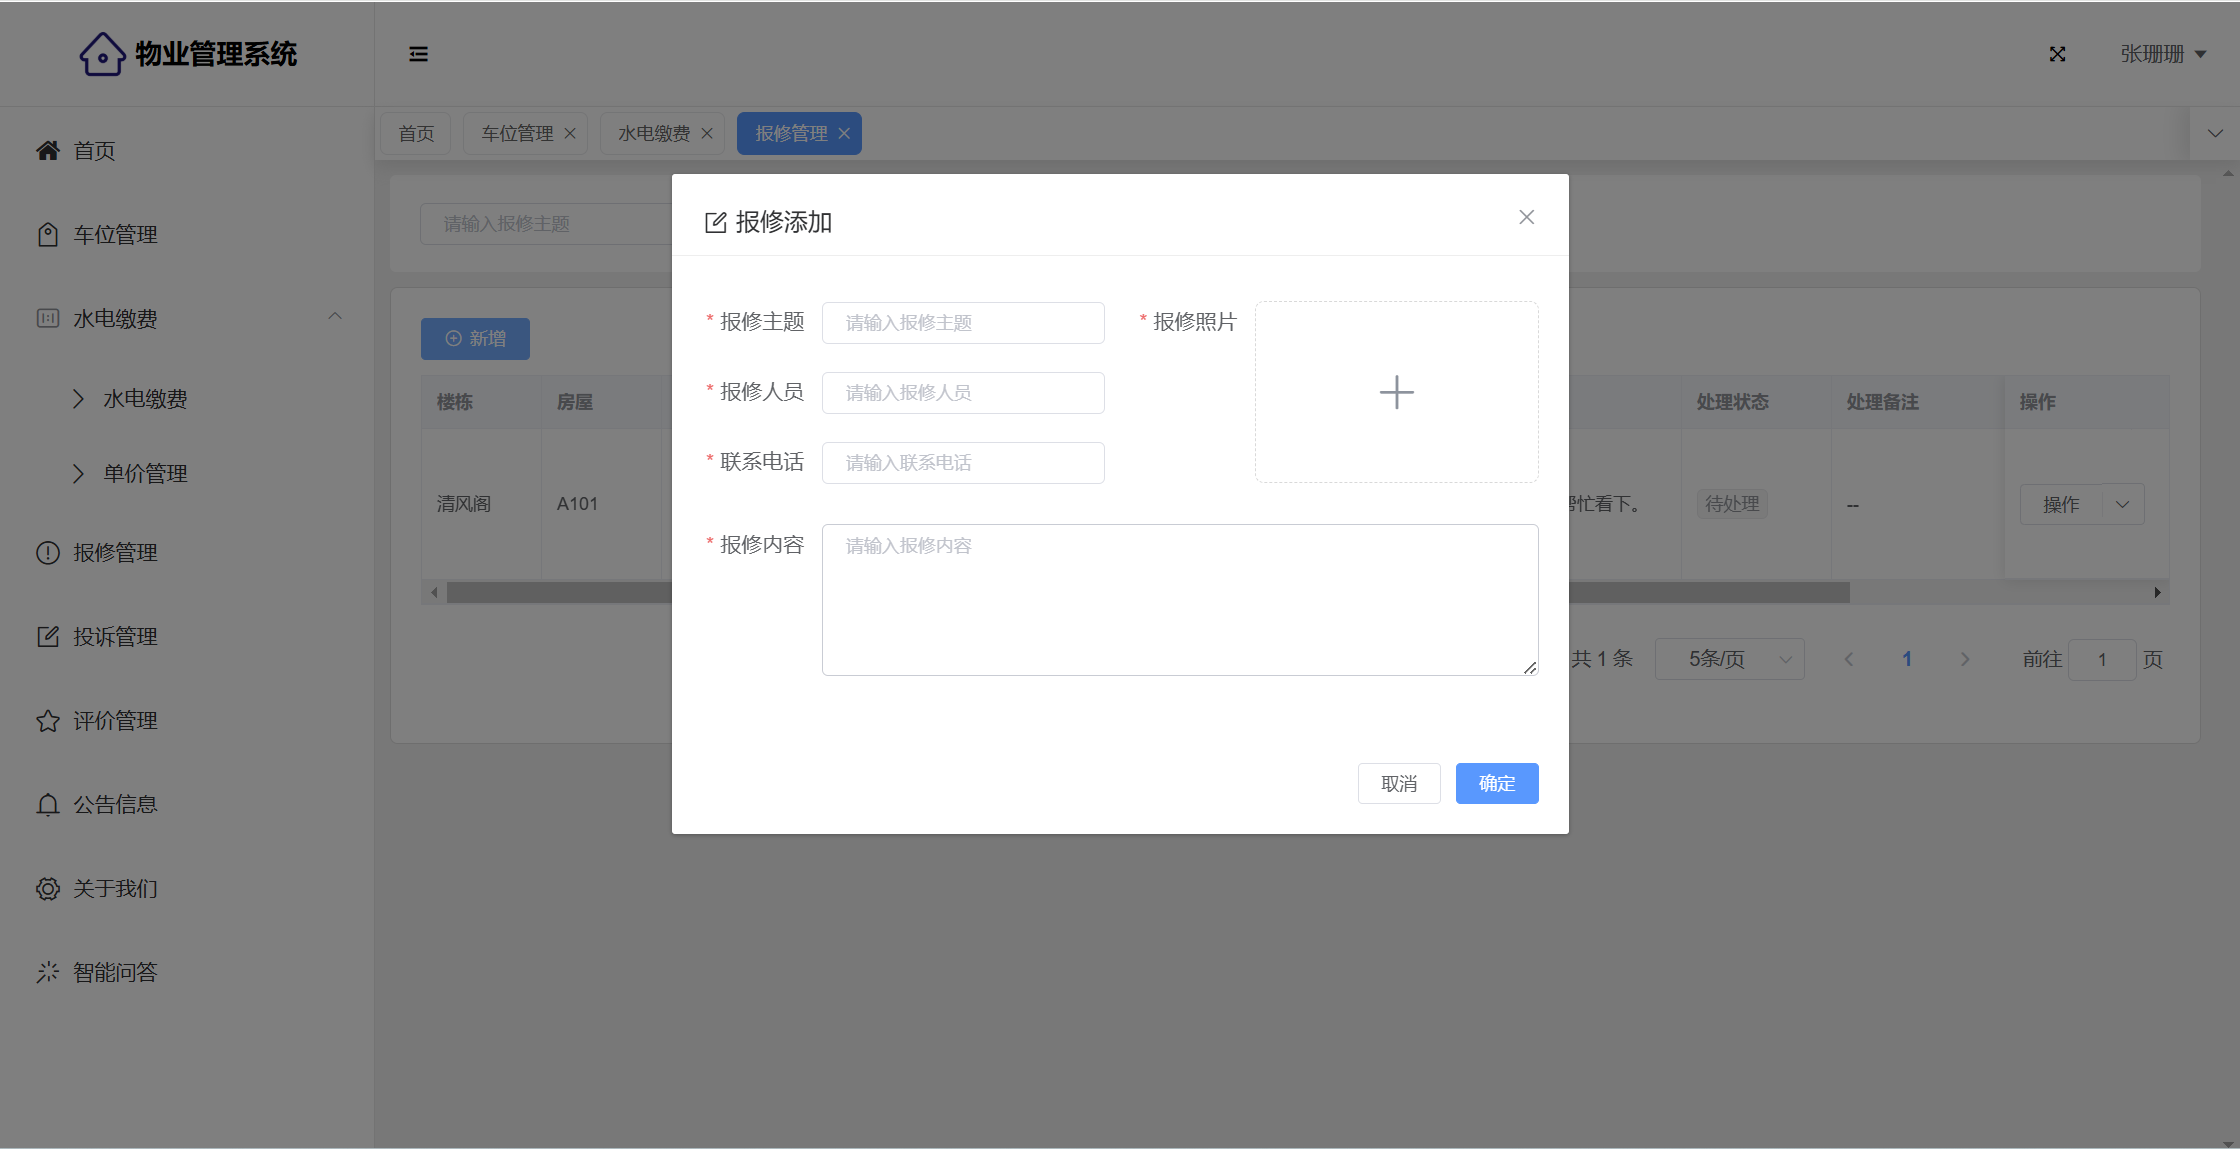 物业管理系统
张珊珊
首页
车位管理
水电缴费
报修管理
首页
车位管理
水电缴费
水电缴费
单价管理
报修管理
投诉管理
评价管理
公告信息
关于我们
智能问答
请输入报修主题
新增
楼栋 房屋 处理状态 处理备注 操作
清风阁 A101 帮忙看下。 待处理 -- 操作
共 1 条 5条/页 1 前往 1 页
报修添加
* 报修主题 请输入报修主题
* 报修照片
* 报修人员 请输入报修人员
* 联系电话 请输入联系电话
* 报修内容 请输入报修内容
取消 确定